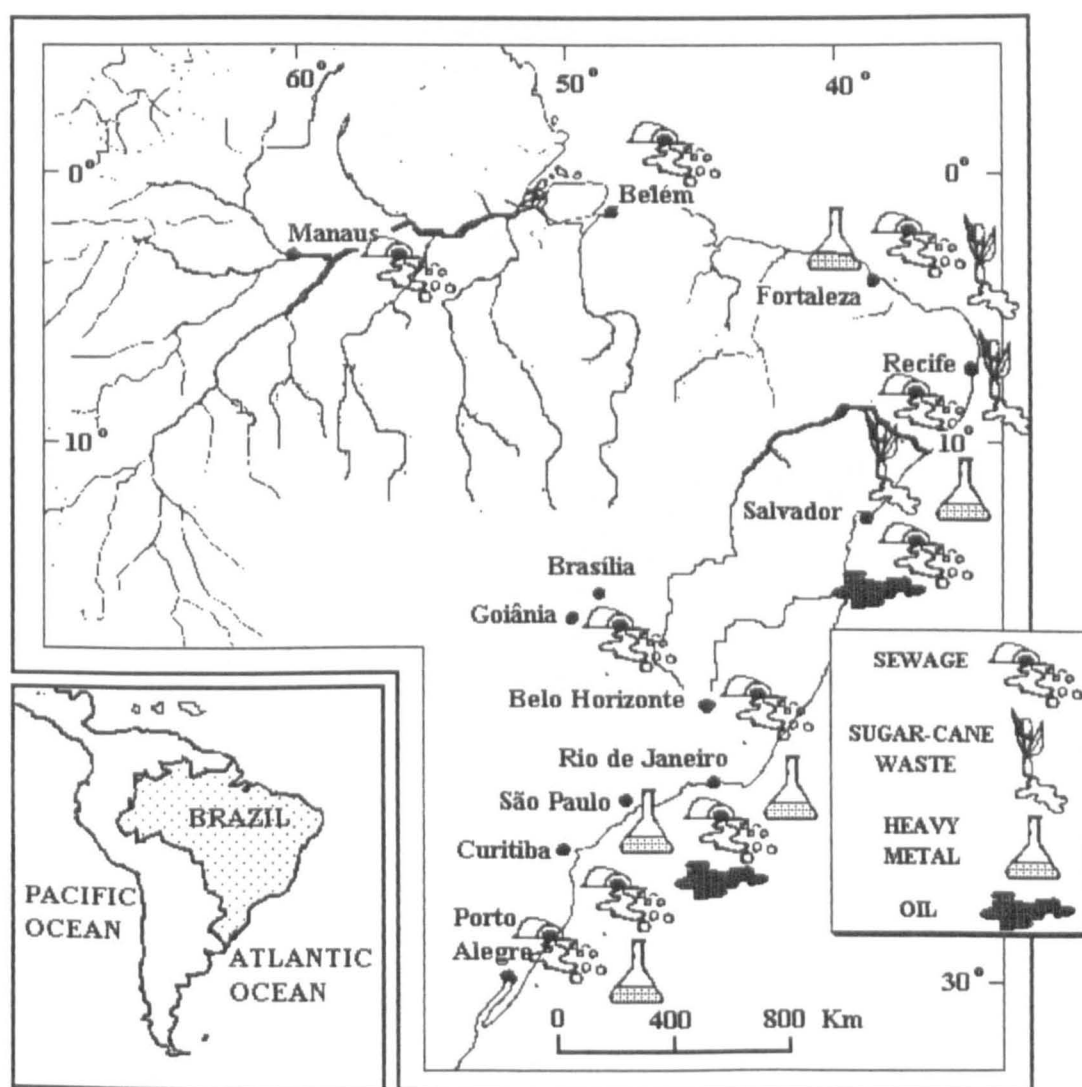 60°
50°
40°
0°
0°
Belém
Manaus
Fortaleza
Recife
10°
10°
Salvador
Brasília
Goiânia
Belo Horizonte
Rio de Janeiro
São Paulo
Curitiba
Porto
Alegre
30°
0 400 800 Km
SEWAGE
SUGAR-CANE
WASTE
HEAVY
METAL
OIL
BRAZIL
PACIFIC
OCEAN
ATLANTIC
OCEAN